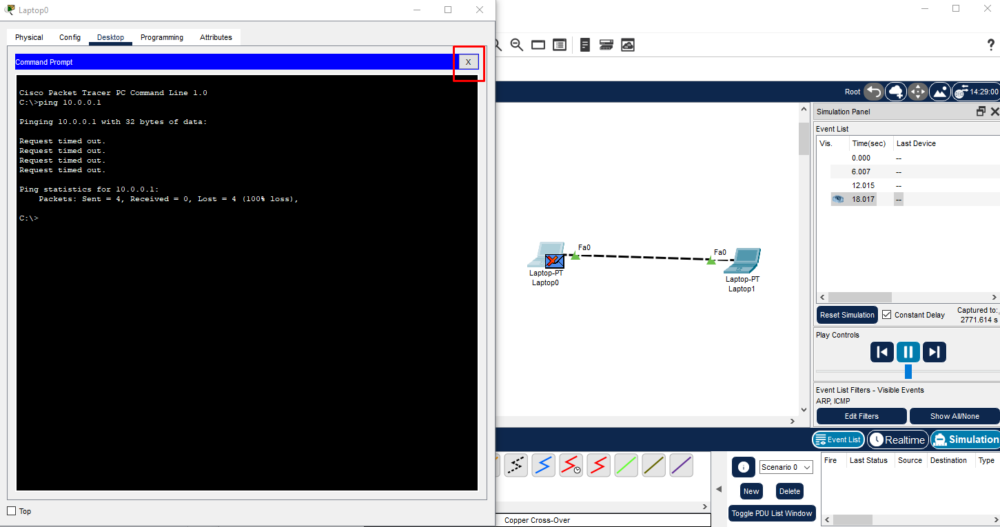 Laptop0
Physical Config Desktop Programming Attributes
Command Prompt X
Cisco Packet Tracer PC Command Line 1.0
C:\>ping 10.0.0.1
Pinging 10.0.0.1 with 32 bytes of data:
Request timed out.
Request timed out.
Request timed out.
Request timed out.
Ping statistics for 10.0.0.1:
Packets: Sent = 4, Received = 0, Lost = 4 (100% loss),
C:\>
Top
?
Root 14:29:00
Fa0
Laptop-PT
Laptop0
Fa0
Laptop-PT
Laptop1
Simulation Panel
Event List
Vis. Time(sec) Last Device
0.000 --
6.007 --
12.015 --
18.017 --
Reset Simulation Constant Delay Captured to:
2771.614 s
Play Controls
Event List Filters - Visible Events
ARP, ICMP
Edit Filters Show All/None
Event List Realtime Simulation
Copper Cross-Over
Scenario 0
New Delete
Toggle PDU List Window
Fire Last Status Source Destination Type